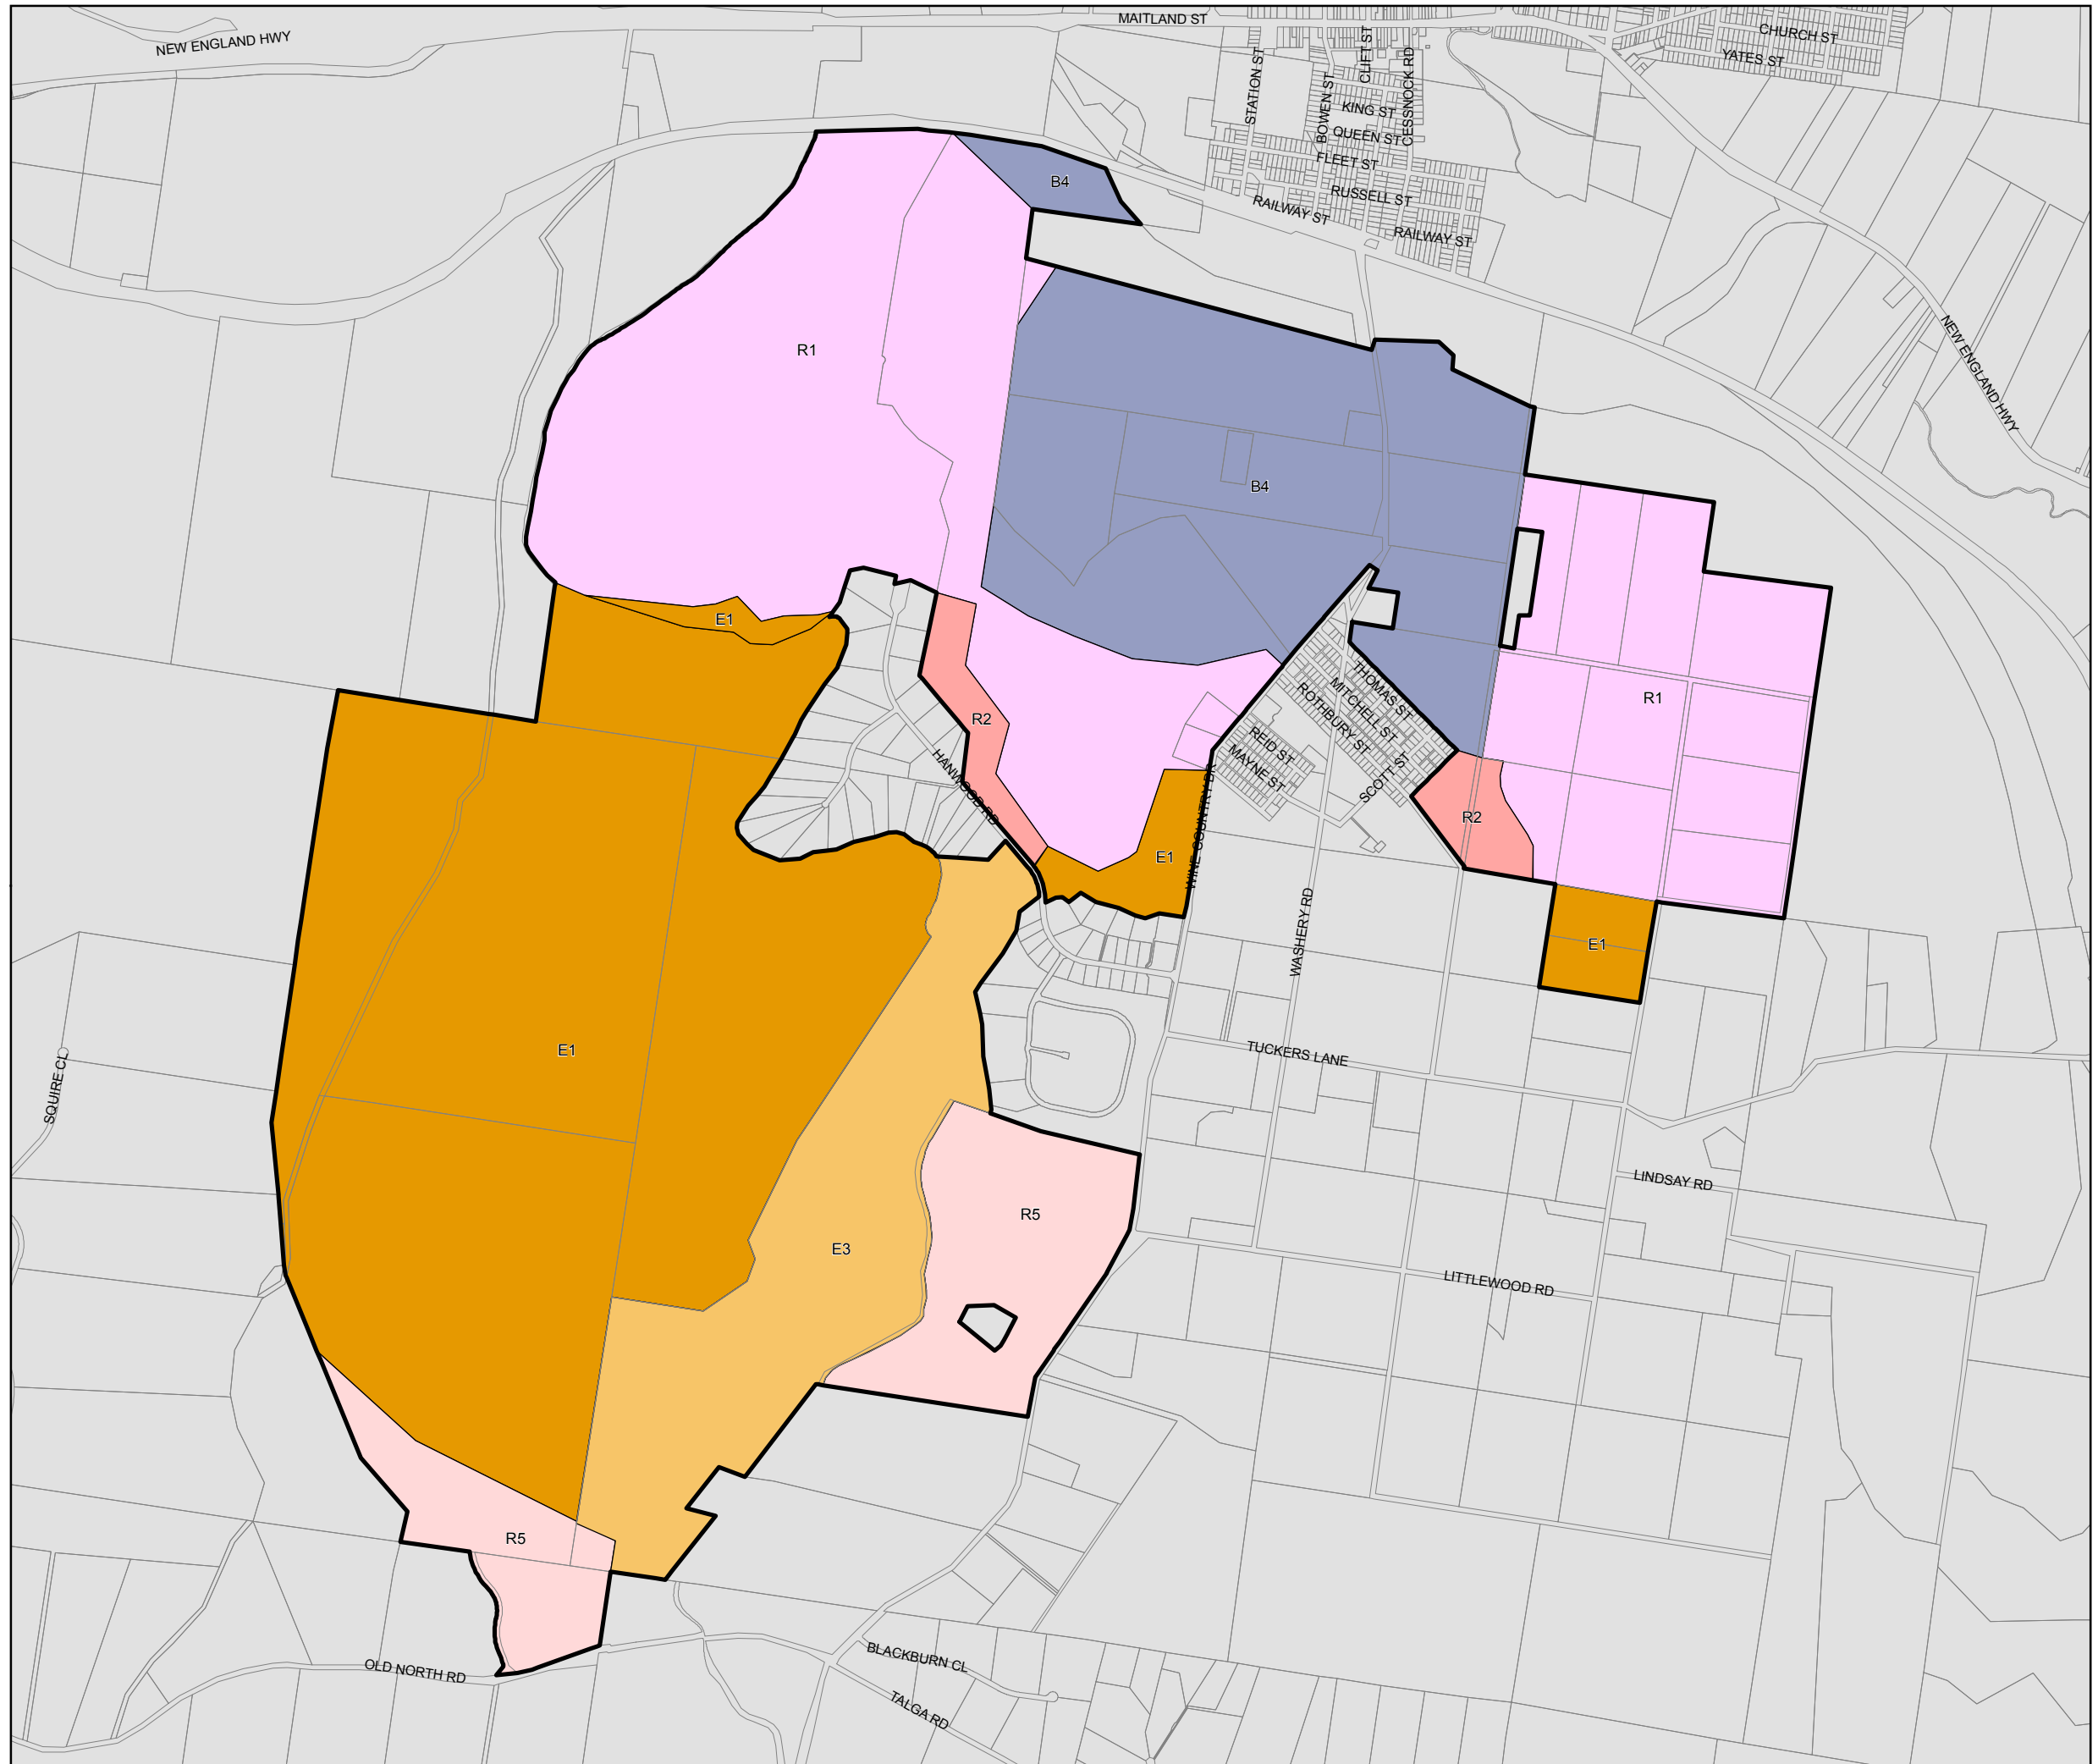 MAITLAND ST
NEW ENGLAND HWY
CHURCH ST
YATES ST
STATION ST
BOWEN ST
CLIFT ST
CESSNOCK RD
KING ST
QUEEN ST
FLEET ST
RUSSELL ST
RAILWAY ST
RAILWAY ST
B4
R1
NEW ENGLAND HWY
B4
E1
R2
THOMAS ST
MITCHELL ST
ROTHBURY ST
REID ST
MAYNE ST
SCOTT ST
R1
HANWOOD RD
WINE COUNTRY DR
R2
E1
WASHERY RD
E1
TUCKERS LANE
E1
SQUIRE CL
LINDSAY RD
R5
E3
LITTLEWOOD RD
R5
OLD NORTH RD
BLACKBURN CL
TALGA RD